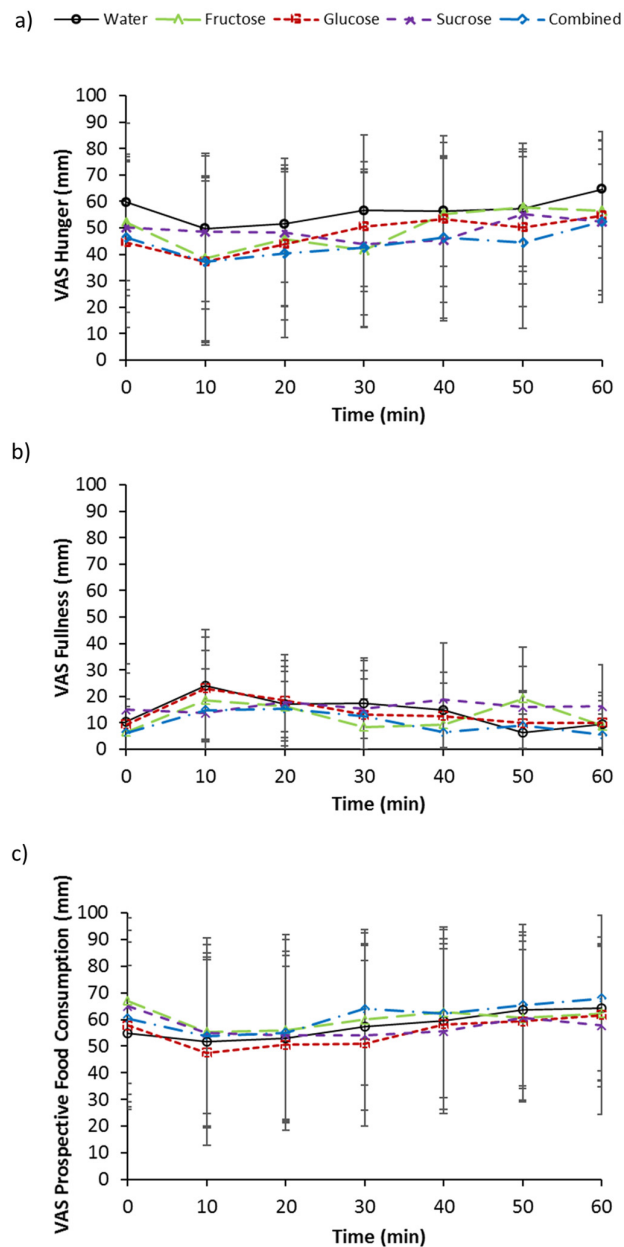 a) Water Fructose Glucose Sucrose Combined
100
90
80
70
60
50
40
30
20
10
0
VAS Hunger (mm)
0 10 20 30 40 50 60
Time (min)
b)
100
90
80
70
60
50
40
30
20
10
0
VAS Fullness (mm)
0 10 20 30 40 50 60
Time (min)
c)
100
90
80
70
60
50
40
30
20
10
0
VAS Prospective Food Consumption (mm)
0 10 20 30 40 50 60
Time (min)